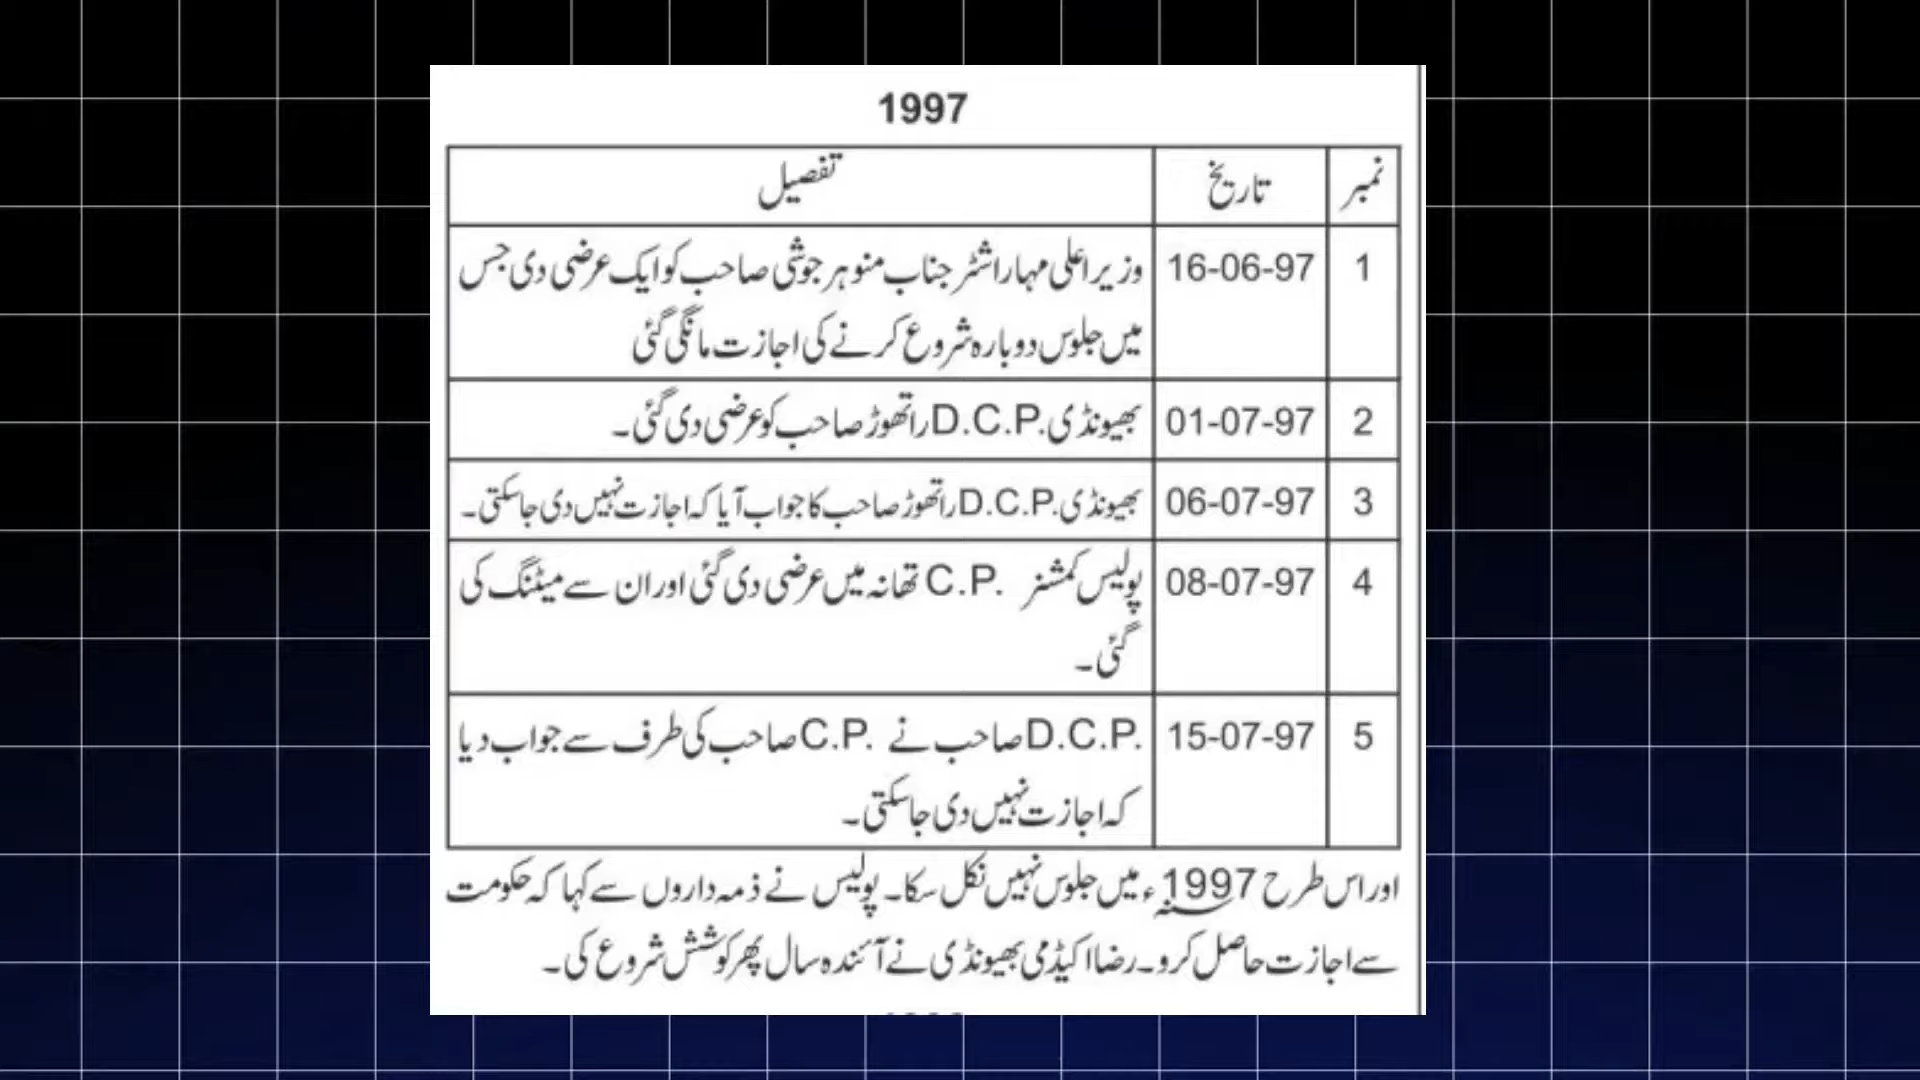 1997
نمبر تاریخ تفصیل
1 16-06-97 وزیر اعلی مہاراشٹر جناب منوہر جوشی صاحب کو ایک عرضی دی جس
میں جلوس دوبارہ شروع کرنے کی اجازت مانگی گئی
2 01-07-97 بھیونڈی D.C.P. راتھوڑ صاحب کو عرضی دی گئی۔
3 06-07-97 بھیونڈی D.C.P. راتھوڑ صاحب کا جواب آیا کہ اجازت نہیں دی جاسکتی۔
4 08-07-97 پولیس کمشنر C.P. تھانہ میں عرضی دی گئی اور ان سے میٹنگ کی
گئی۔
5 15-07-97 D.C.P. صاحب نے C.P. صاحب کی طرف سے جواب دیا
کہ اجازت نہیں دی جاسکتی۔
اور اس طرح 1997ء میں جلوس نہیں نکل سکا۔ پولیس نے ذمہ داروں سے کہا کہ حکومت
سے اجازت حاصل کرو۔ رضا اکیڈمی بھیونڈی نے آئندہ سال پھر کوشش شروع کی۔